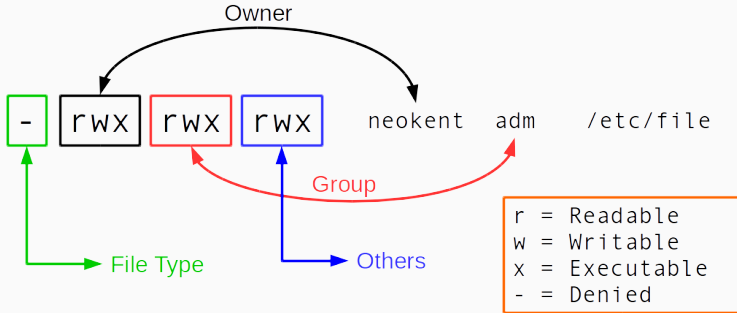 Owner
- rwx rwx rwx neokent adm /etc/file
Group
File Type
Others
r = Readable
w = Writable
x = Executable
- = Denied